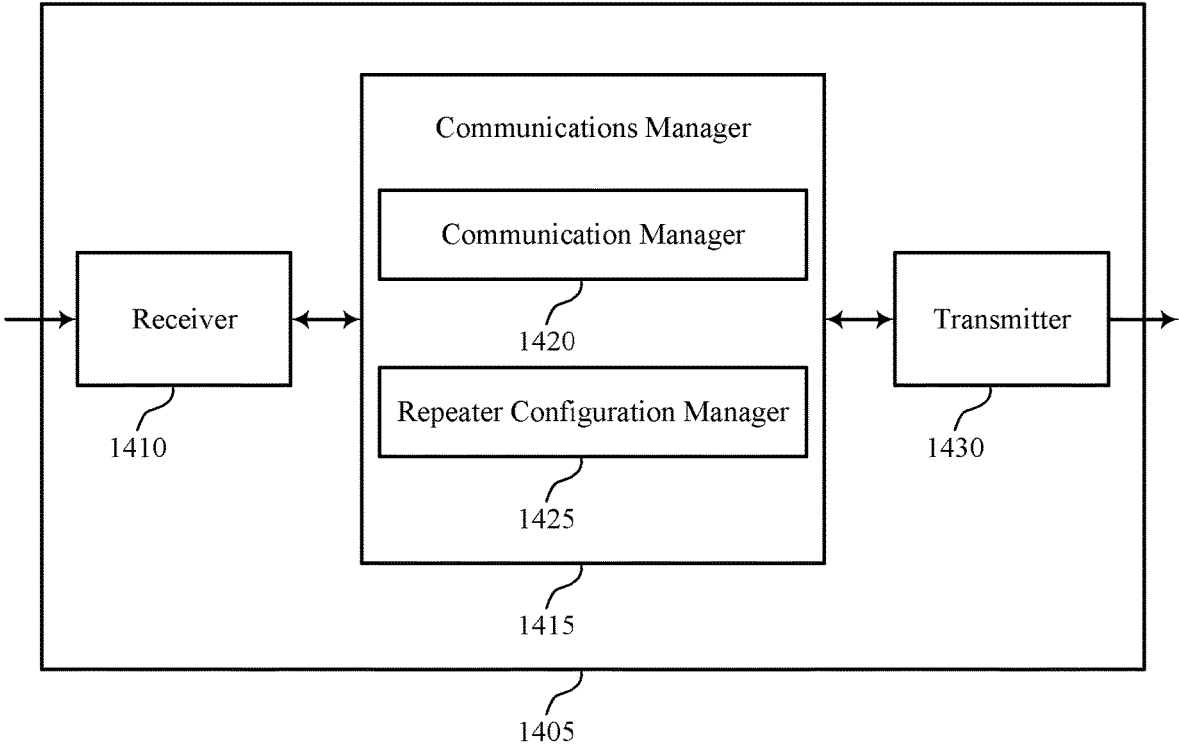 Communications Manager
Communication Manager
1420
Receiver
1410
Repeater Configuration Manager
1425
Transmitter
1430
1415
1405